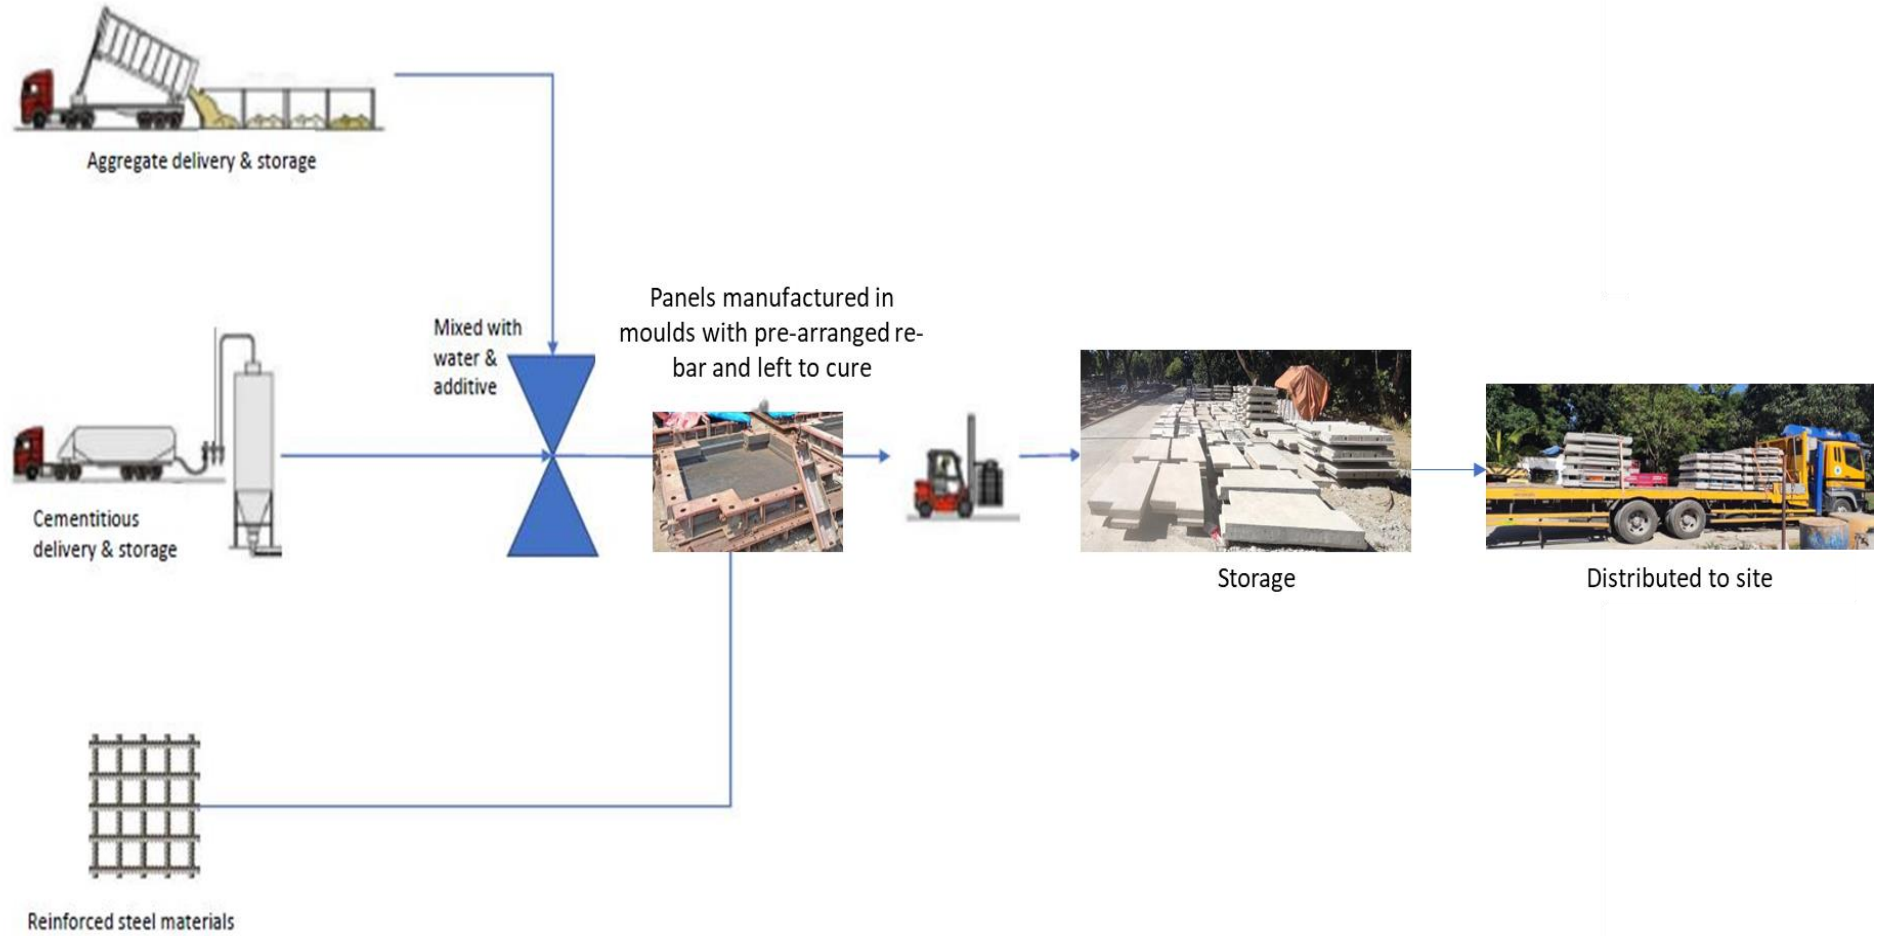 Aggregate delivery & storage
Mixed with
water &
additive
Panels manufactured in
moulds with pre-arranged re-
bar and left to cure
Cementitious
delivery & storage
Storage
Distributed to site
Reinforced steel materials